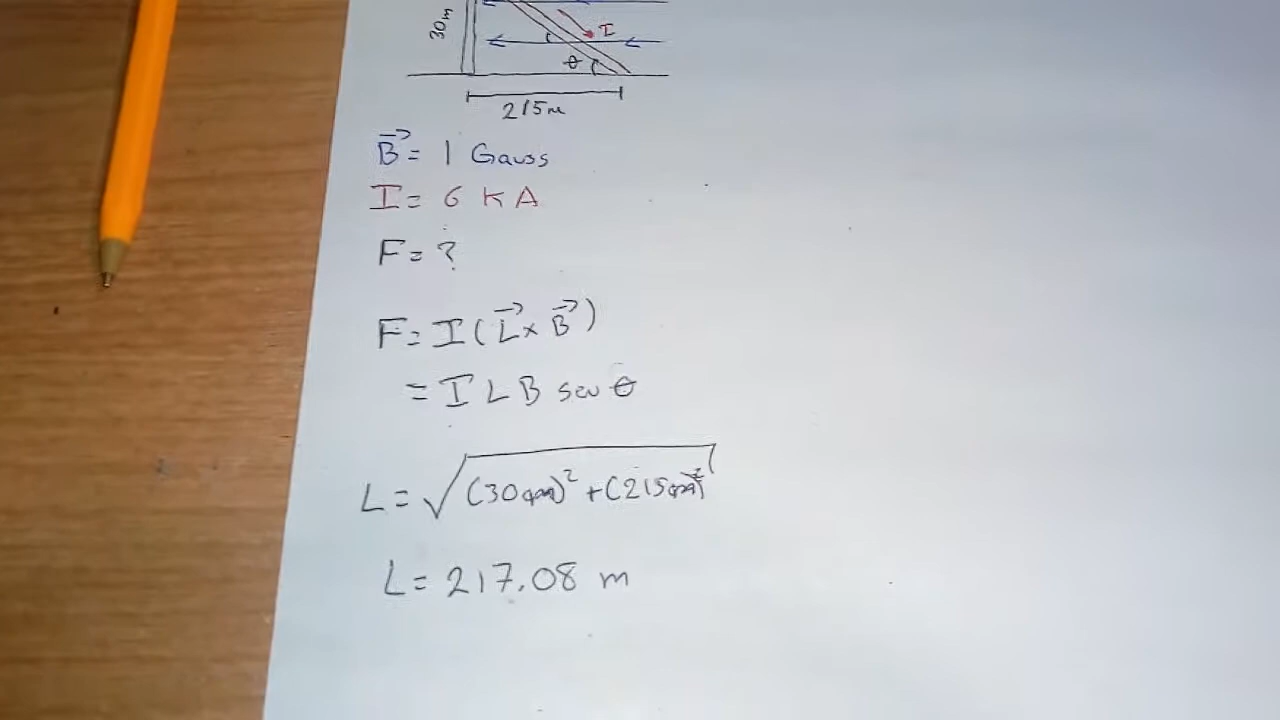 30m
I
θ
215m
B⃗ = 1 Gauss
I = 6 KA
F = ?
F = I (L⃗ × B⃗)
= I L B sen θ
L = √((30m)² + (215m)²)
L = 217.08 m